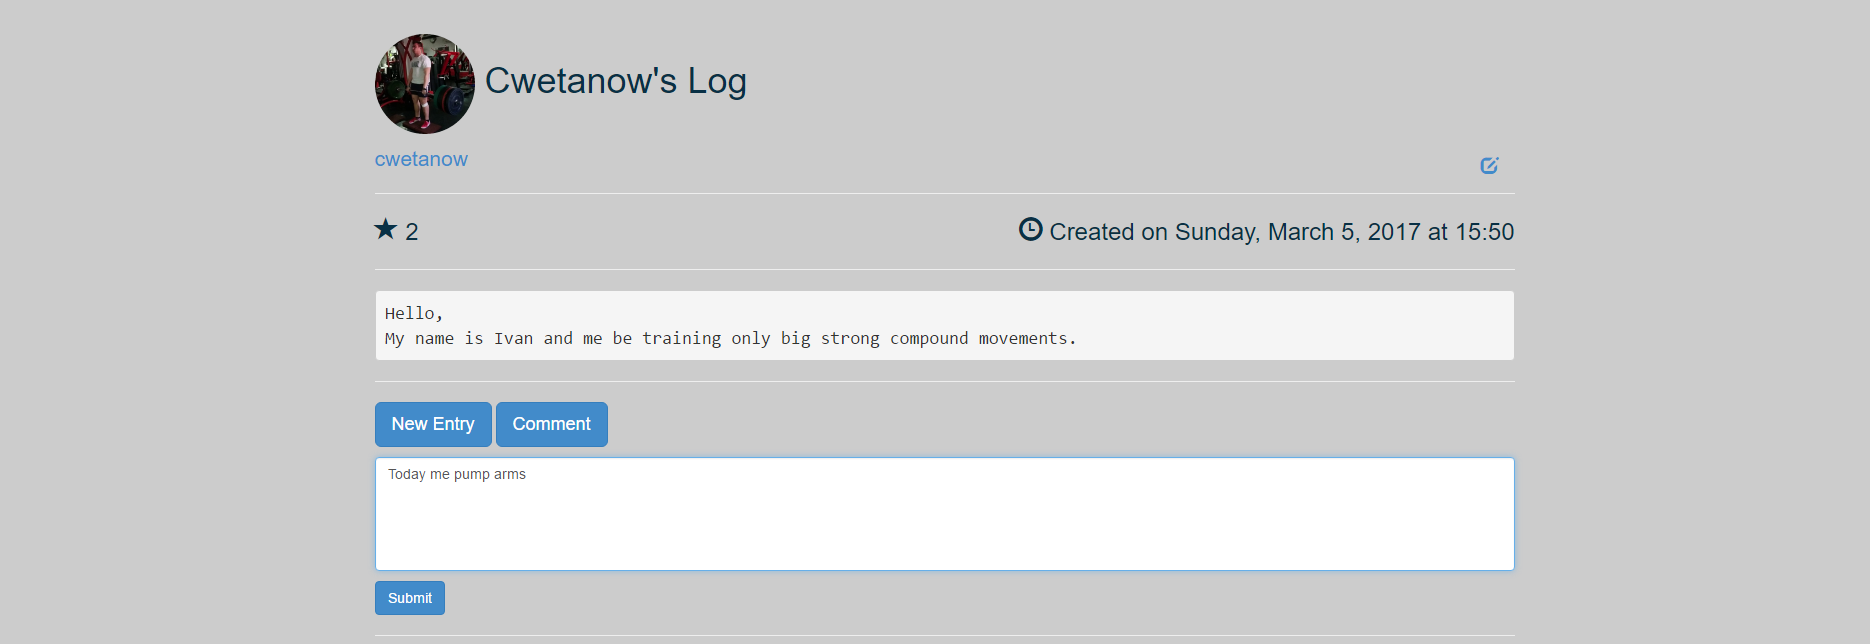 Cwetanow's Log
cwetanow
2
Created on Sunday, March 5, 2017 at 15:50
Hello,
My name is Ivan and me be training only big strong compound movements.
New Entry
Comment
Today me pump arms
Submit